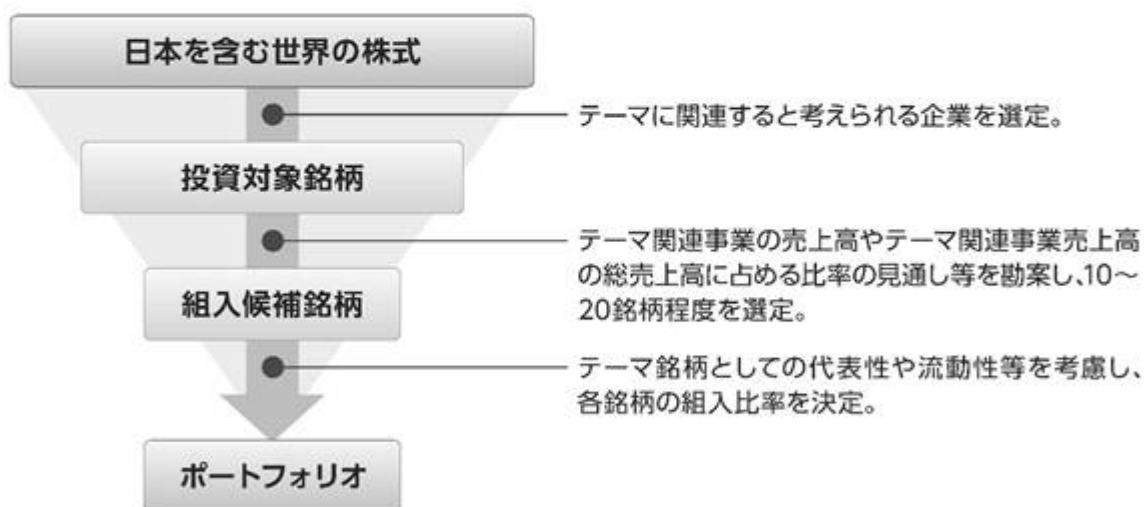 日本を含む世界の株式
テーマに関連すると考えられる企業を選定。
投資対象銘柄
テーマ関連事業の売上高やテーマ関連事業売上高
の総売上高に占める比率の見通し等を勘案し、10〜
20銘柄程度を選定。
組入候補銘柄
テーマ銘柄としての代表性や流動性等を考慮し、
各銘柄の組入比率を決定。
ポートフォリオ